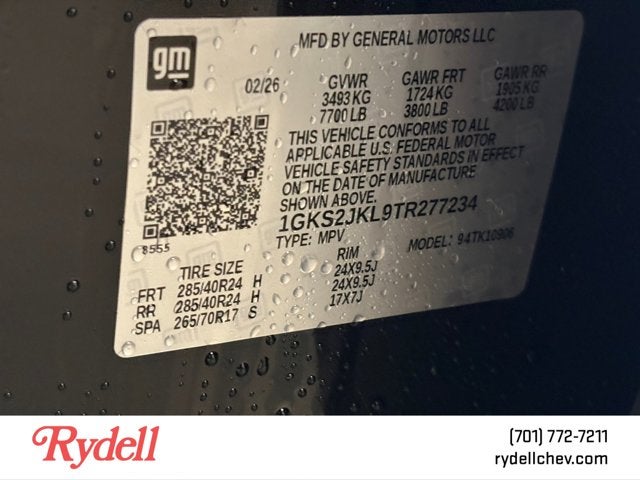 gm
MFD BY GENERAL MOTORS LLC
02/26 GVWR GAWR FRT GAWR RR
3493 KG 1724 KG 1905 KG
7700 LB 3800 LB 4200 LB
THIS VEHICLE CONFORMS TO ALL
APPLICABLE U.S. FEDERAL MOTOR
VEHICLE SAFETY STANDARDS IN EFFECT
ON THE DATE OF MANUFACTURE
SHOWN ABOVE.
1GKS2JKL9TR277234
8555 TYPE: MPV MODEL: 94TK10906
TIRE SIZE RIM
FRT 285/40R24 H 24X9.5J
RR 285/40R24 H 24X9.5J
SPA 265/70R17 S 17X7J
Rydell
(701) 772-7211
rydellchev.com